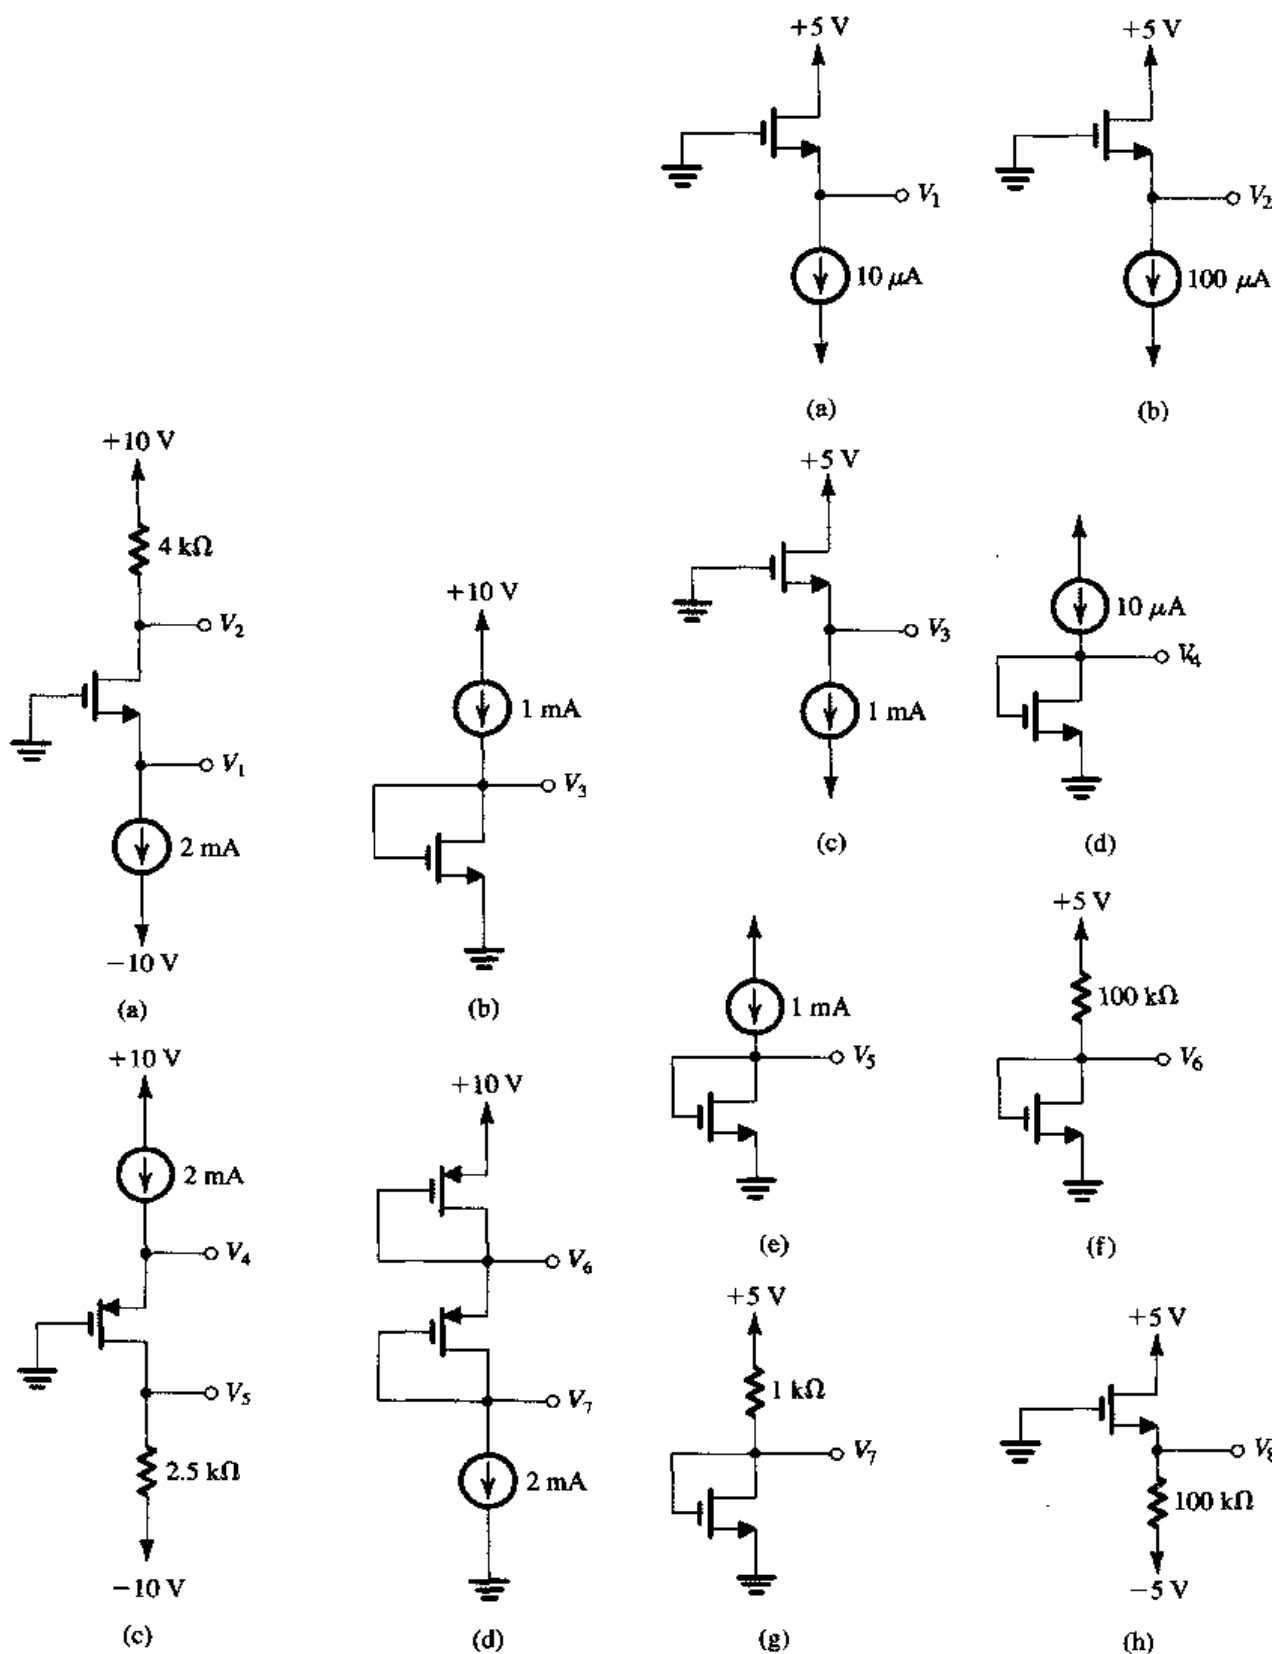 +5 V
+5 V
V1
V2
10 μA
100 μA
(a)
(b)
+10 V
4 kΩ
V2
V1
2 mA
−10 V
(a)
+10 V
1 mA
V3
(b)
+5 V
V3
1 mA
(c)
10 μA
V4
(d)
1 mA
V5
(e)
+5 V
100 kΩ
V6
(f)
+10 V
2 mA
V4
V5
2.5 kΩ
−10 V
(c)
+10 V
V6
V7
2 mA
(d)
+5 V
1 kΩ
V7
(g)
+5 V
V8
100 kΩ
−5 V
(h)